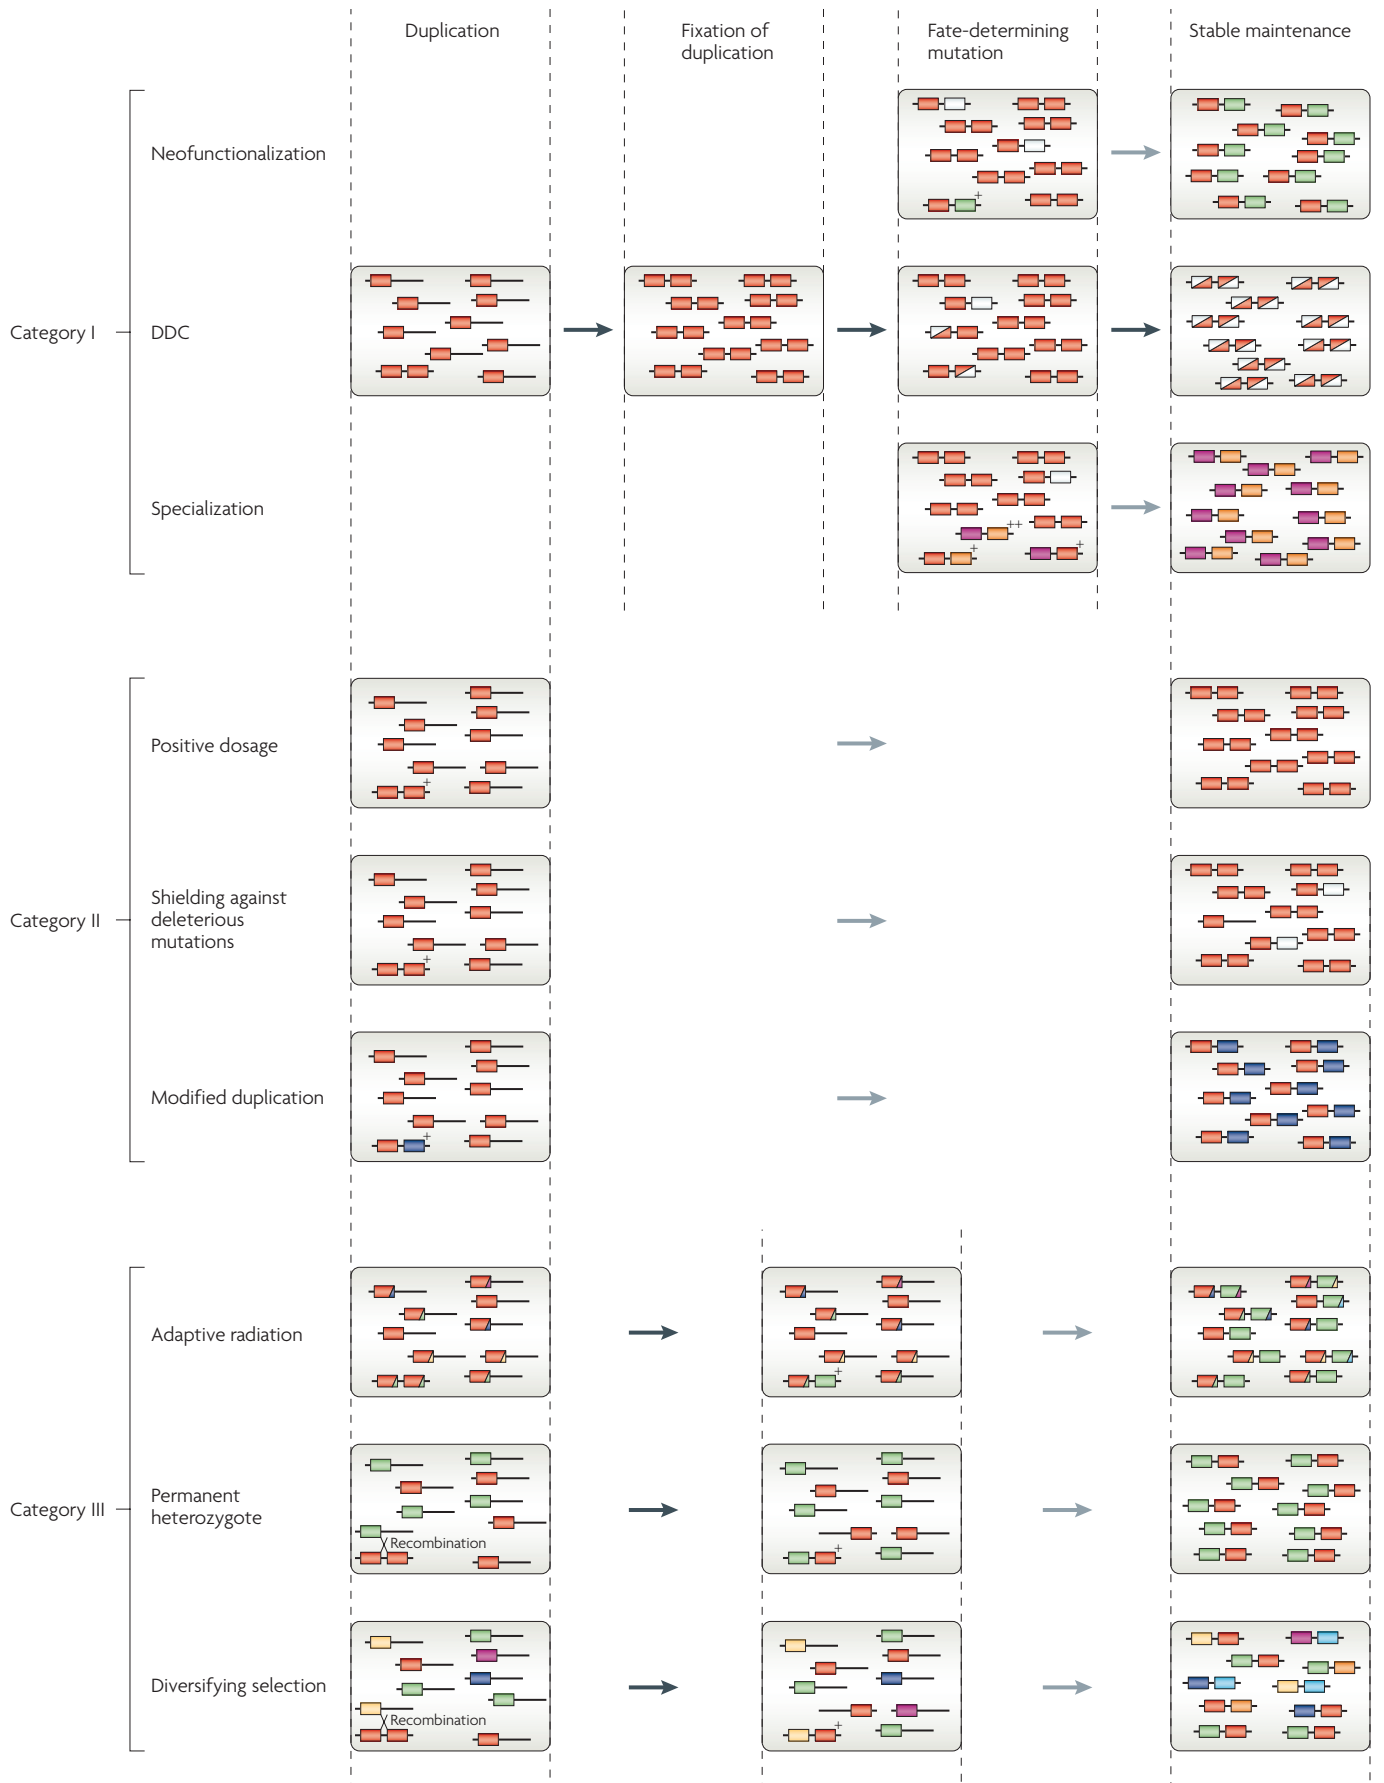 Duplication
Fixation of
duplication
Fate-determining
mutation
Stable maintenance
Neofunctionalization
+
Category I
DDC
Specialization
++
+
+
Positive dosage
+
Category II
Shielding against
deleterious
mutations
+
Modified duplication
+
Adaptive radiation
+
Category III
Permanent
heterozygote
Recombination
+
Diversifying selection
Recombination
+